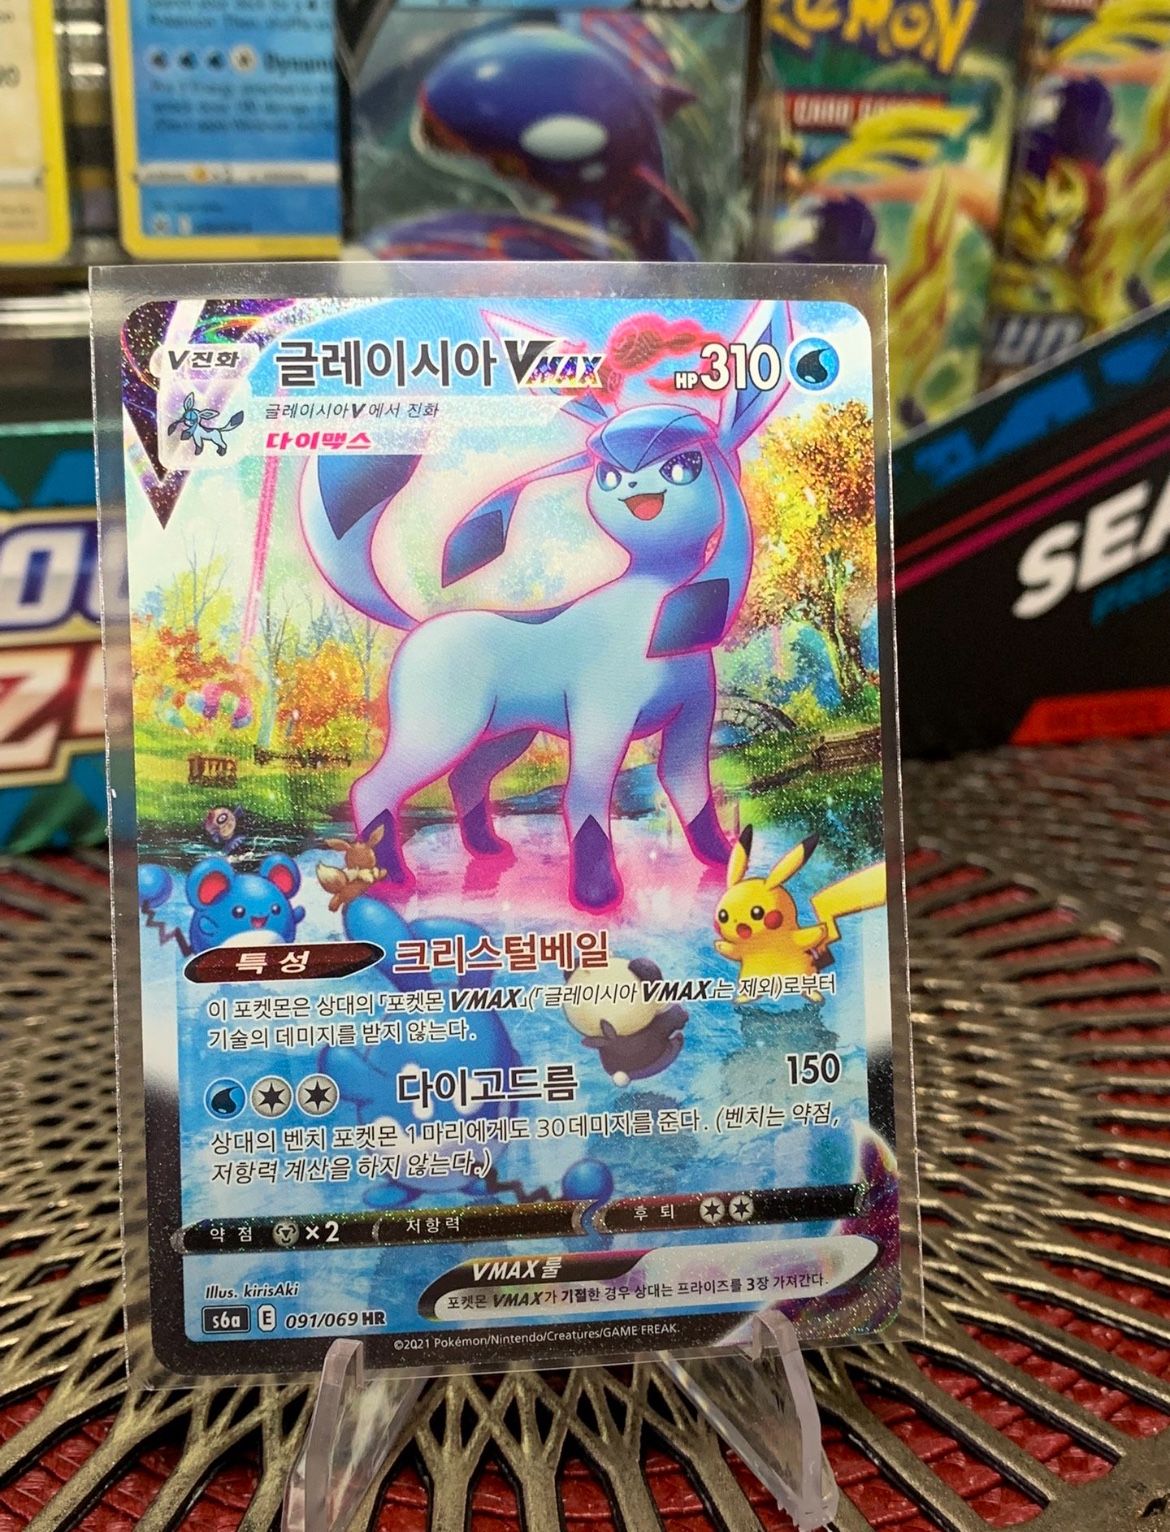 Dynam
POKÉMON
V진화
글레이시아 VMAX
HP 310
글레이시아V에서 진화
다이맥스
SEA
특성 크리스털베일
이 포켓몬은 상대의 「포켓몬 VMAX」(「글레이시아 VMAX」는 제외)로부터
기술의 데미지를 받지 않는다.
다이고드름 150
상대의 벤치 포켓몬 1마리에게도 30데미지를 준다. (벤치는 약점,
저항력 계산을 하지 않는다.)
약점 ×2 저항력 후퇴
VMAX룰
포켓몬 VMAX가 기절한 경우 상대는 프라이즈를 3장 가져간다.
Illus. kirisAki
s6a E 091/069 HR
©2021 Pokémon/Nintendo/Creatures/GAME FREAK.